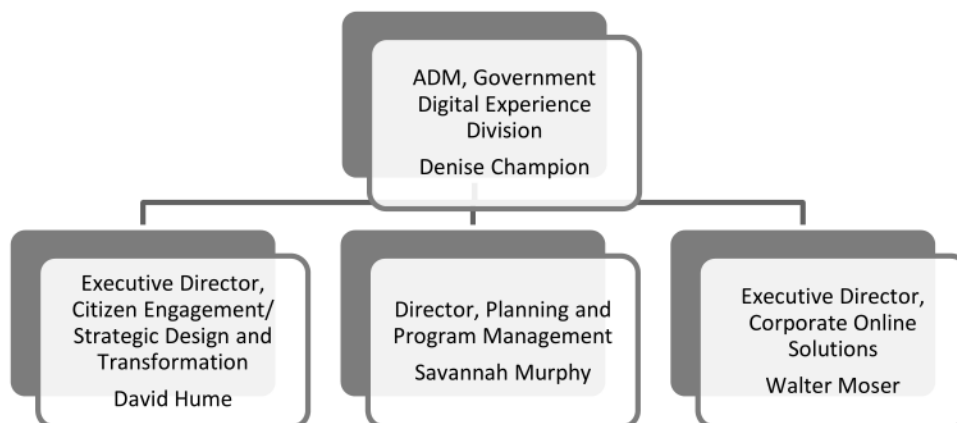 ADM, Government
Digital Experience
Division
Denise Champion
Executive Director,
Citizen Engagement/
Strategic Design and
Transformation
David Hume
Director, Planning and
Program Management
Savannah Murphy
Executive Director,
Corporate Online
Solutions
Walter Moser